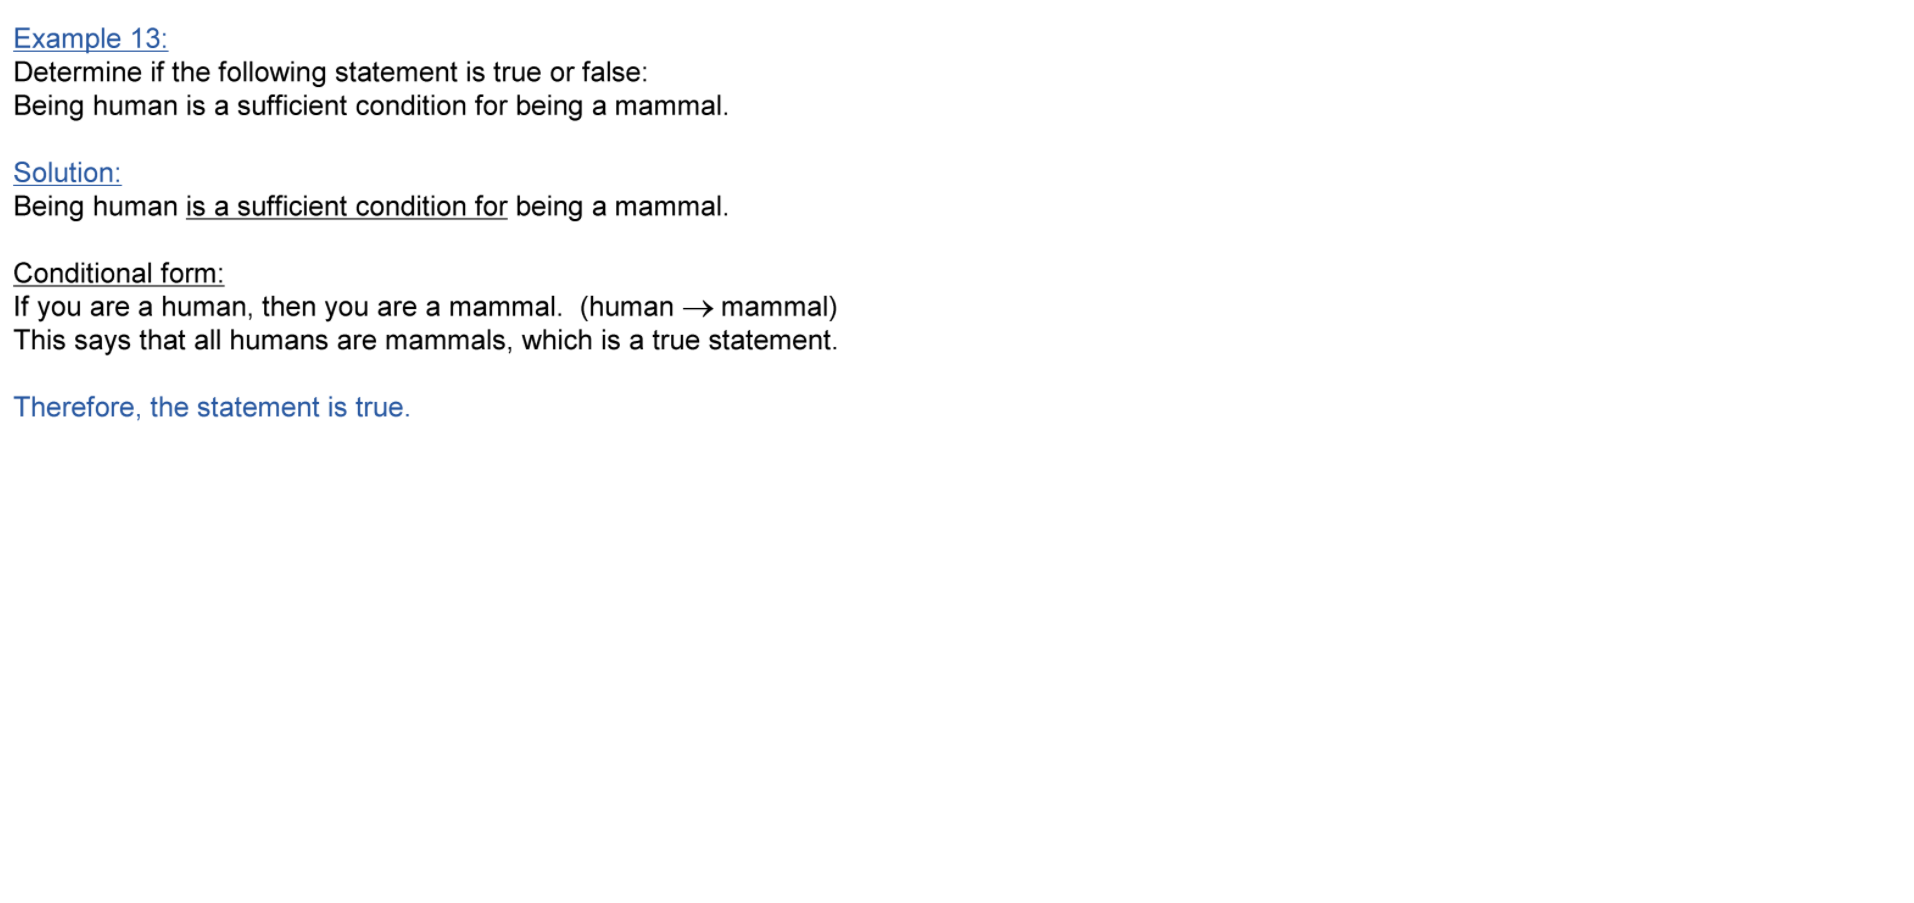 Example 13:
Determine if the following statement is true or false:
Being human is a sufficient condition for being a mammal.
Solution:
Being human is a sufficient condition for being a mammal.
Conditional form:
If you are a human, then you are a mammal.  (human → mammal)
This says that all humans are mammals, which is a true statement.
Therefore, the statement is true.